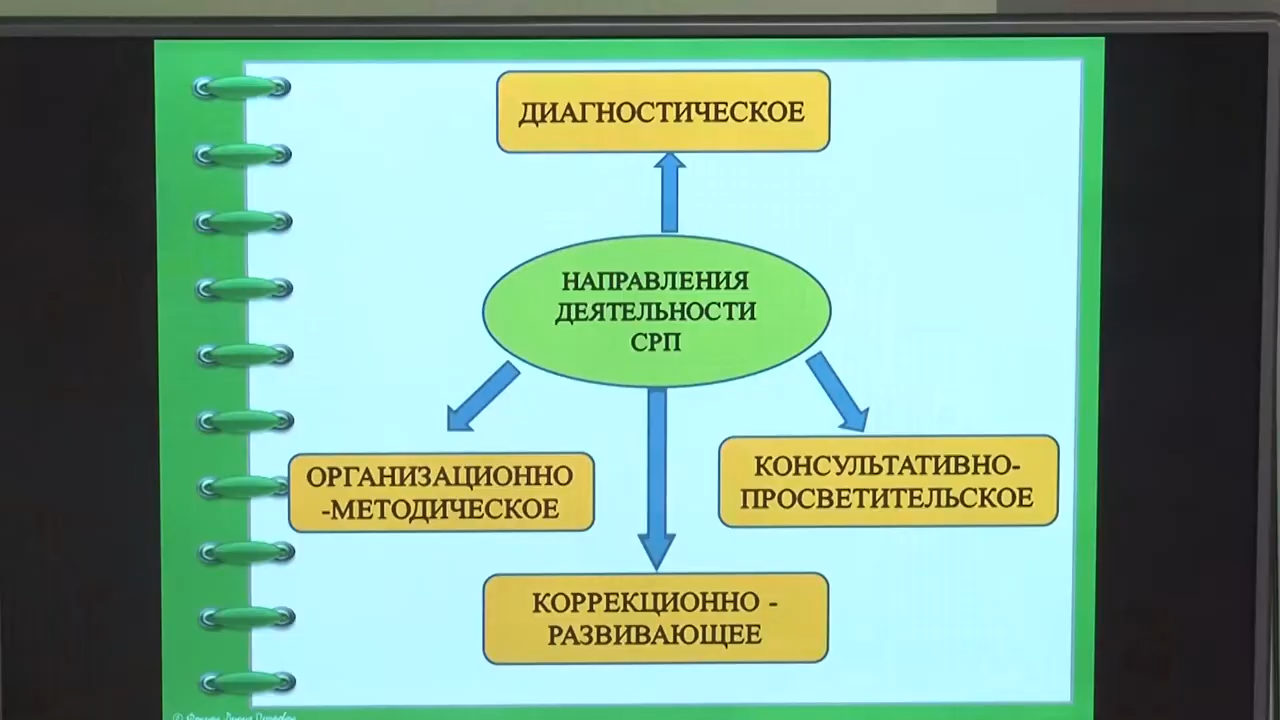 ДИАГНОСТИЧЕСКОЕ
НАПРАВЛЕНИЯ
ДЕЯТЕЛЬНОСТИ
СРП
ОРГАНИЗАЦИОННО
-МЕТОДИЧЕСКОЕ
КОНСУЛЬТАТИВНО-
ПРОСВЕТИТЕЛЬСКОЕ
КОРРЕКЦИОННО -
РАЗВИВАЮЩЕЕ